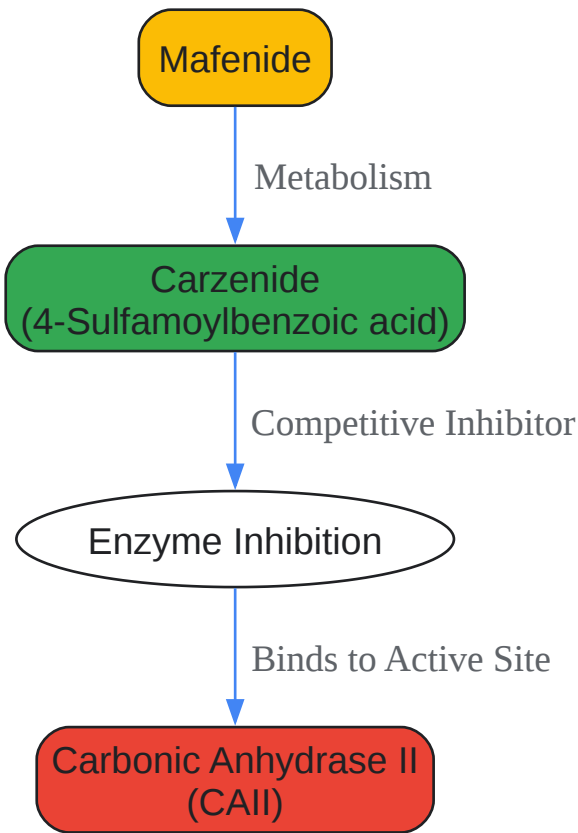 Mafenide
Metabolism
Carzenide
(4-Sulfamoylbenzoic acid)
Competitive Inhibitor
Enzyme Inhibition
Binds to Active Site
Carbonic Anhydrase II
(CAII)